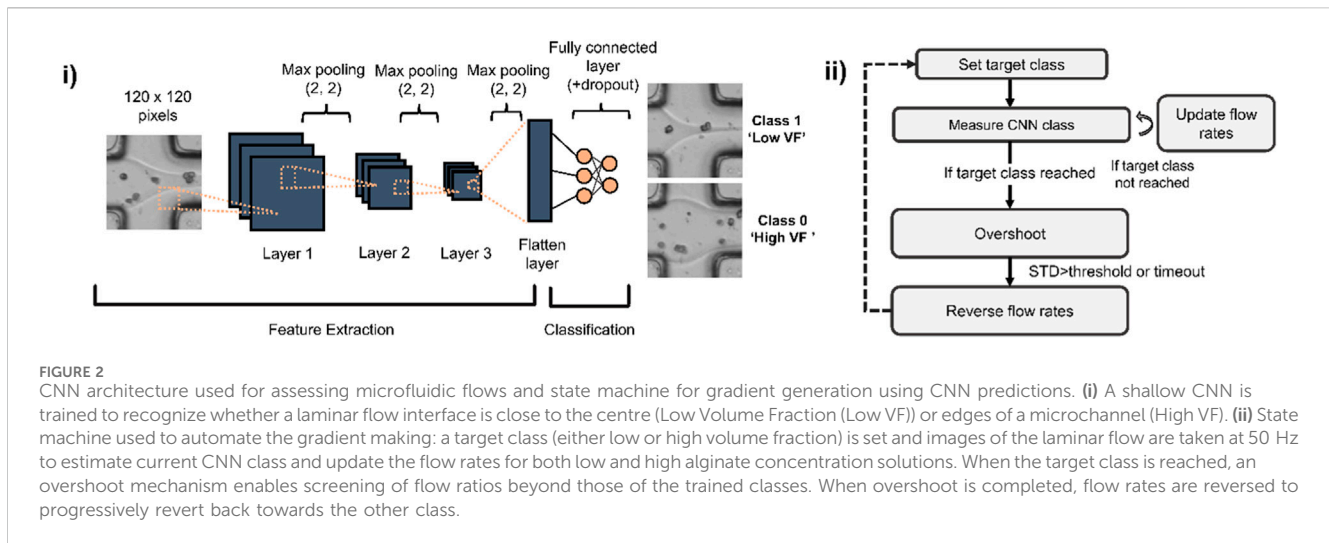 i)
120 x 120
pixels
Max pooling
(2, 2)
Max pooling
(2, 2)
Max pooling
(2, 2)
Fully connected
layer
(+dropout)
Layer 1
Layer 2
Layer 3
Flatten
layer
Feature Extraction
Classification
Class 1
'Low VF'
Class 0
'High VF '
ii)
Set target class
Measure CNN class
Update flow
rates
If target class reached
If target class
not reached
Overshoot
STD>threshold or timeout
Reverse flow rates
FIGURE 2
CNN architecture used for assessing microfluidic flows and state machine for gradient generation using CNN predictions. (i) A shallow CNN is
trained to recognize whether a laminar flow interface is close to the centre (Low Volume Fraction (Low VF)) or edges of a microchannel (High VF). (ii) State
machine used to automate the gradient making: a target class (either low or high volume fraction) is set and images of the laminar flow are taken at 50 Hz
to estimate current CNN class and update the flow rates for both low and high alginate concentration solutions. When the target class is reached, an
overshoot mechanism enables screening of flow ratios beyond those of the trained classes. When overshoot is completed, flow rates are reversed to
progressively revert back towards the other class.